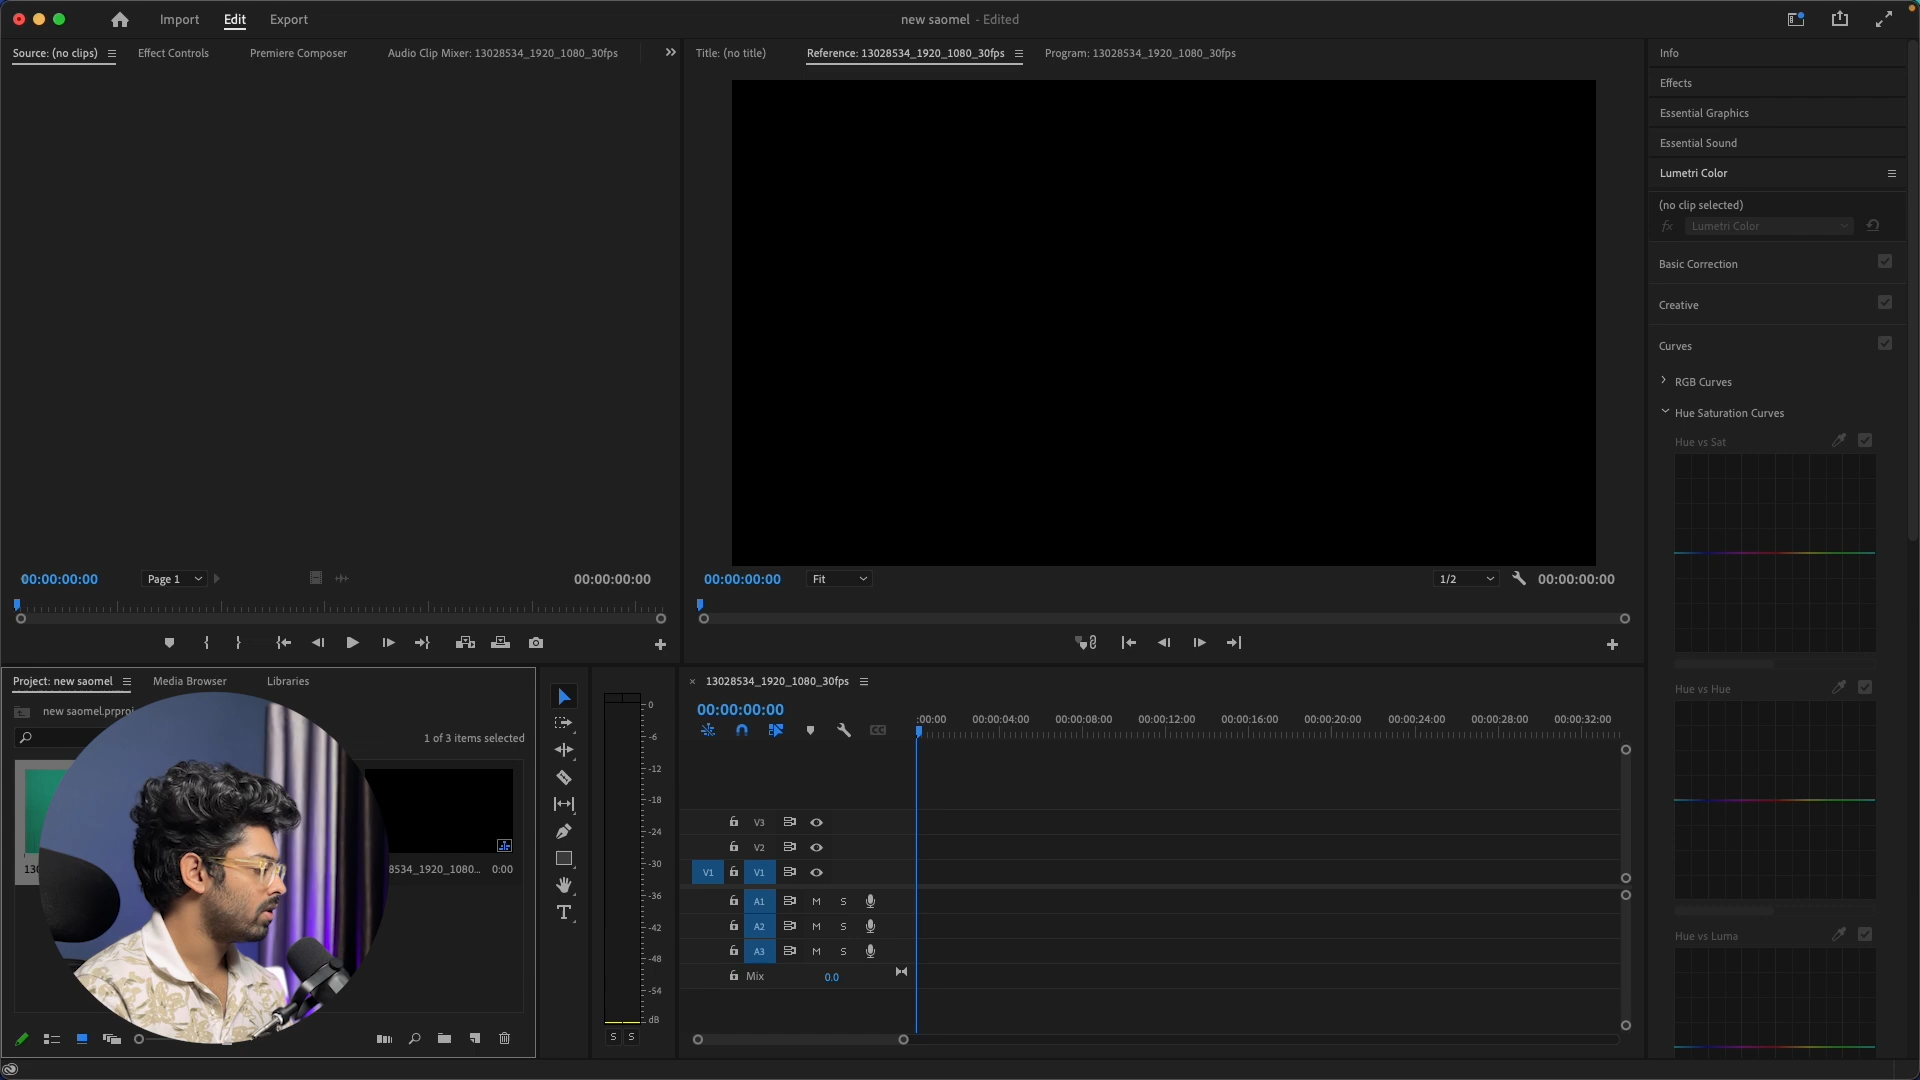 Import Edit Export
new saomel - Edited
Source: (no clips) Effect Controls Premiere Composer Audio Clip Mixer: 13028534_1920_1080_30fps
Title: (no title) Reference: 13028534_1920_1080_30fps Program: 13028534_1920_1080_30fps
Info
Effects
Essential Graphics
Essential Sound
Lumetri Color
(no clip selected)
fx Lumetri Color
Basic Correction
Creative
Curves
RGB Curves
Hue Saturation Curves
Hue vs Sat
Hue vs Hue
Hue vs Luma
00:00:00:00 Page 1 00:00:00:00
00:00:00:00 Fit 1/2 00:00:00:00
Project: new saomel Media Browser Libraries
new saomel.prproj
1 of 3 items selected
8534_1920_1080... 0:00
0
-6
-12
-18
-24
-30
-36
-42
-48
-54
dB
S S
13028534_1920_1080_30fps
00:00:00:00
:00:00 00:00:04:00 00:00:08:00 00:00:12:00 00:00:16:00 00:00:20:00 00:00:24:00 00:00:28:00 00:00:32:00
V3
V2
V1 V1
A1 M S
A2 M S
A3 M S
Mix 0.0